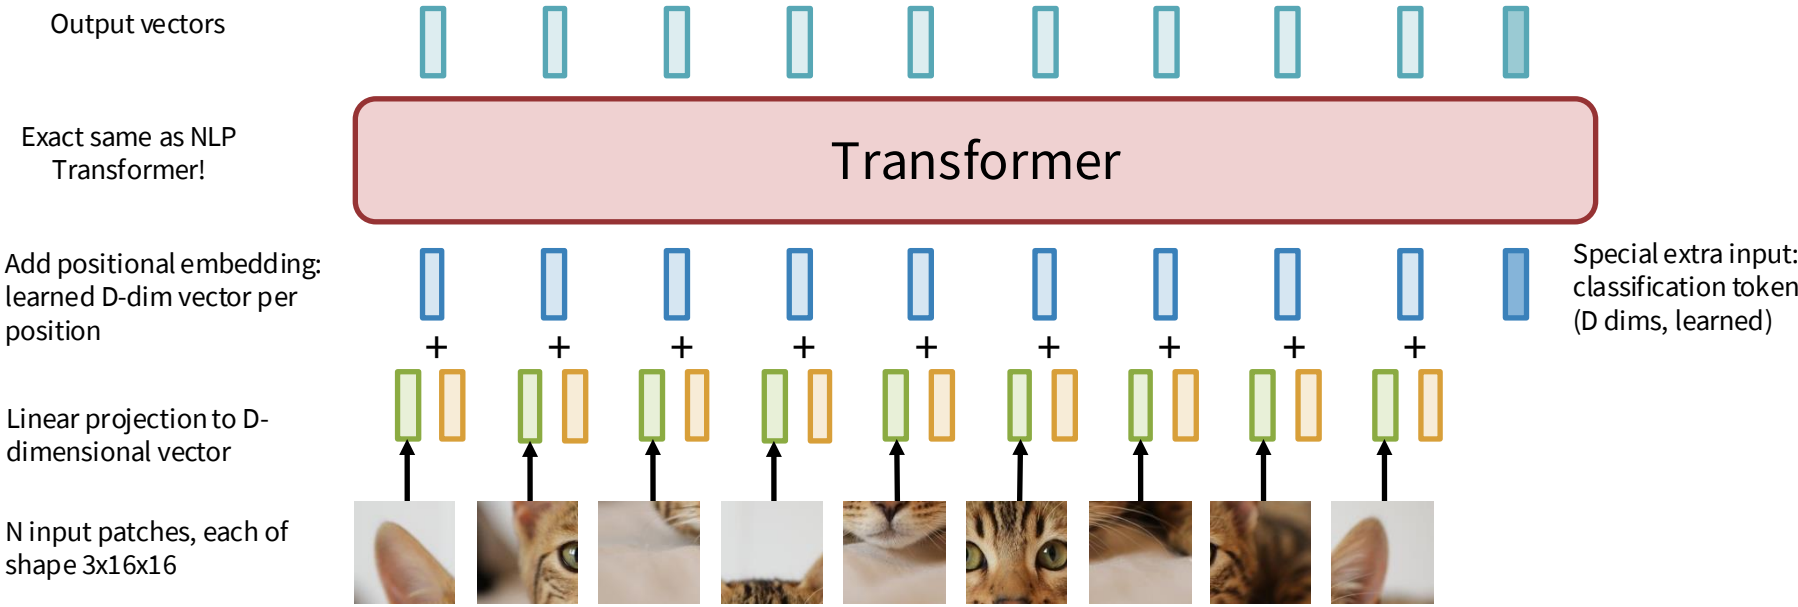 Output vectors
Exact same as NLP
Transformer!
Transformer
Add positional embedding:
learned D-dim vector per
position
Special extra input:
classification token
(D dims, learned)
+ + + + + + + + +
Linear projection to D-
dimensional vector
N input patches, each of
shape 3x16x16